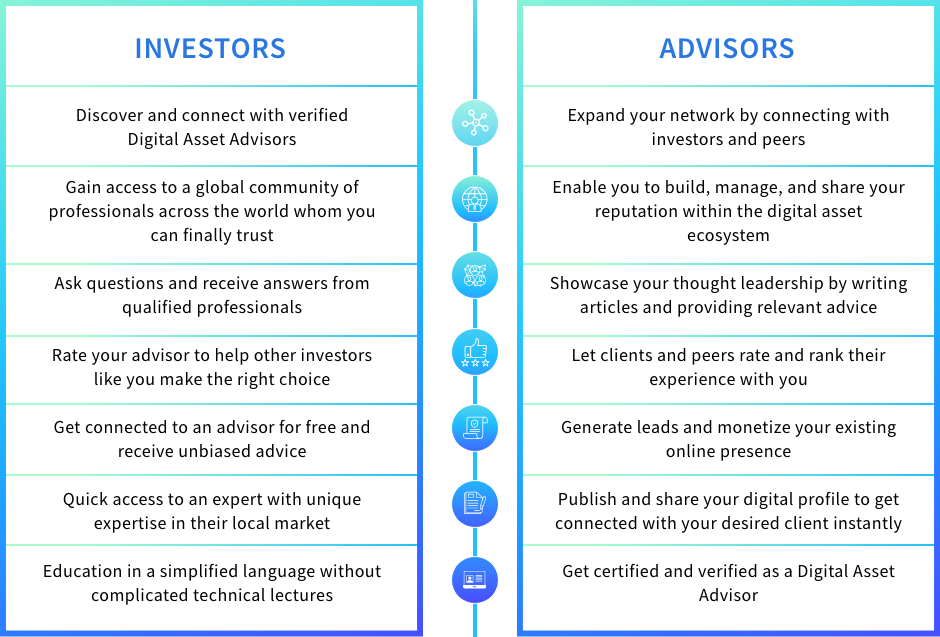 INVESTORS
Discover and connect with verified
Digital Asset Advisors
Gain access to a global community of
professionals across the world whom you
can finally trust
Ask questions and receive answers from
qualified professionals
Rate your advisor to help other investors
like you make the right choice
Get connected to an advisor for free and
receive unbiased advice
Quick access to an expert with unique
expertise in their local market
Education in a simplified language without
complicated technical lectures
ADVISORS
Expand your network by connecting with
investors and peers
Enable you to build, manage, and share your
reputation within the digital asset
ecosystem
Showcase your thought leadership by writing
articles and providing relevant advice
Let clients and peers rate and rank their
experience with you
Generate leads and monetize your existing
online presence
Publish and share your digital profile to get
connected with your desired client instantly
Get certified and verified as a Digital Asset
Advisor